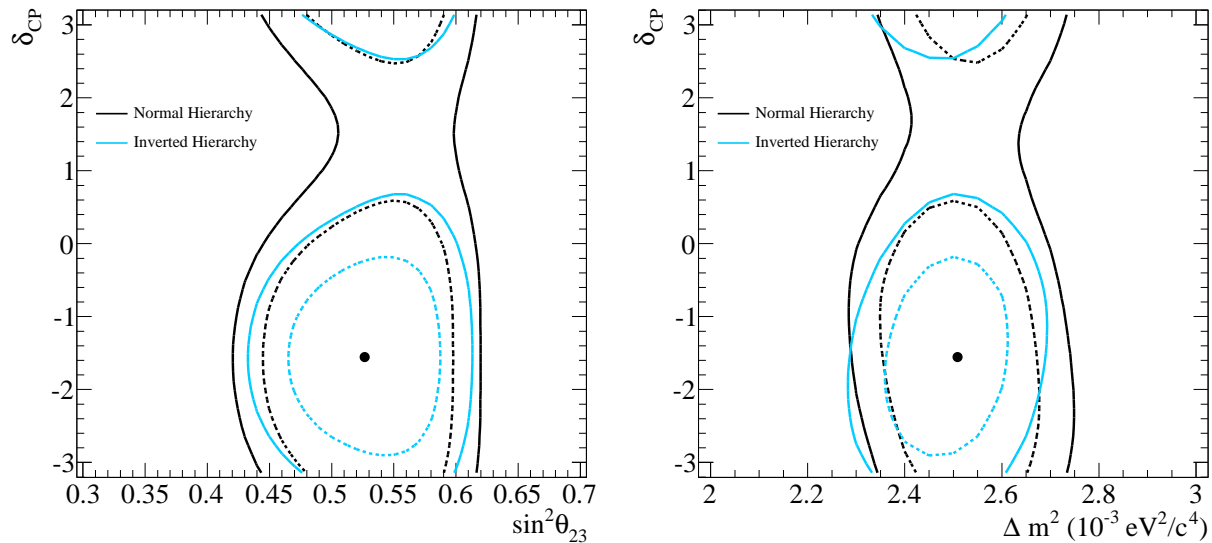 δCP
3
2
1
0
-1
-2
-3
Normal Hierarchy
Inverted Hierarchy
0.3 0.35 0.4 0.45 0.5 0.55 0.6 0.65 0.7
sin²θ₂₃
δCP
3
2
1
0
-1
-2
-3
Normal Hierarchy
Inverted Hierarchy
2 2.2 2.4 2.6 2.8 3
Δ m² (10⁻³ eV²/c⁴)